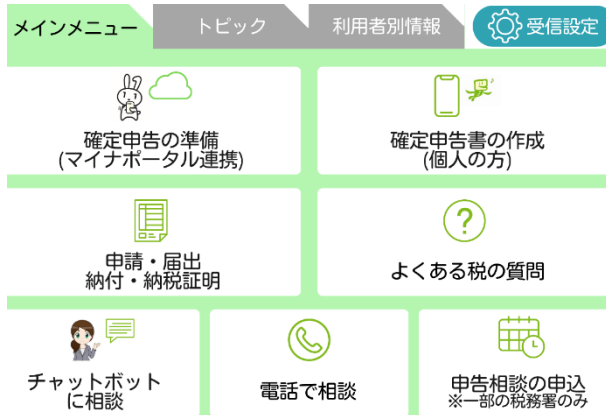 メインメニュー
トピック
利用者別情報
受信設定
確定申告の準備
(マイナポータル連携)
確定申告書の作成
(個人の方)
申請・届出
納付・納税証明
よくある税の質問
チャットボット
に相談
電話で相談
申告相談の申込
※一部の税務署のみ